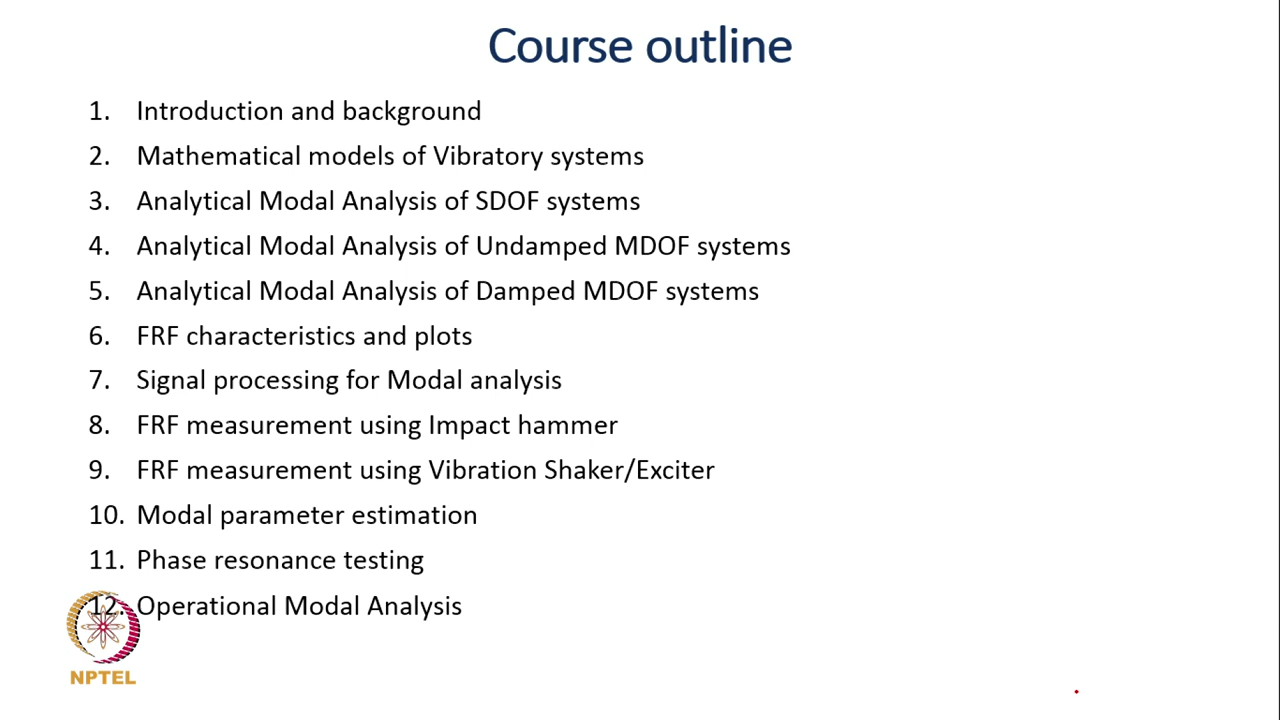 Course outline
1. Introduction and background
2. Mathematical models of Vibratory systems
3. Analytical Modal Analysis of SDOF systems
4. Analytical Modal Analysis of Undamped MDOF systems
5. Analytical Modal Analysis of Damped MDOF systems
6. FRF characteristics and plots
7. Signal processing for Modal analysis
8. FRF measurement using Impact hammer
9. FRF measurement using Vibration Shaker/Exciter
10. Modal parameter estimation
11. Phase resonance testing
12. Operational Modal Analysis
NPTEL